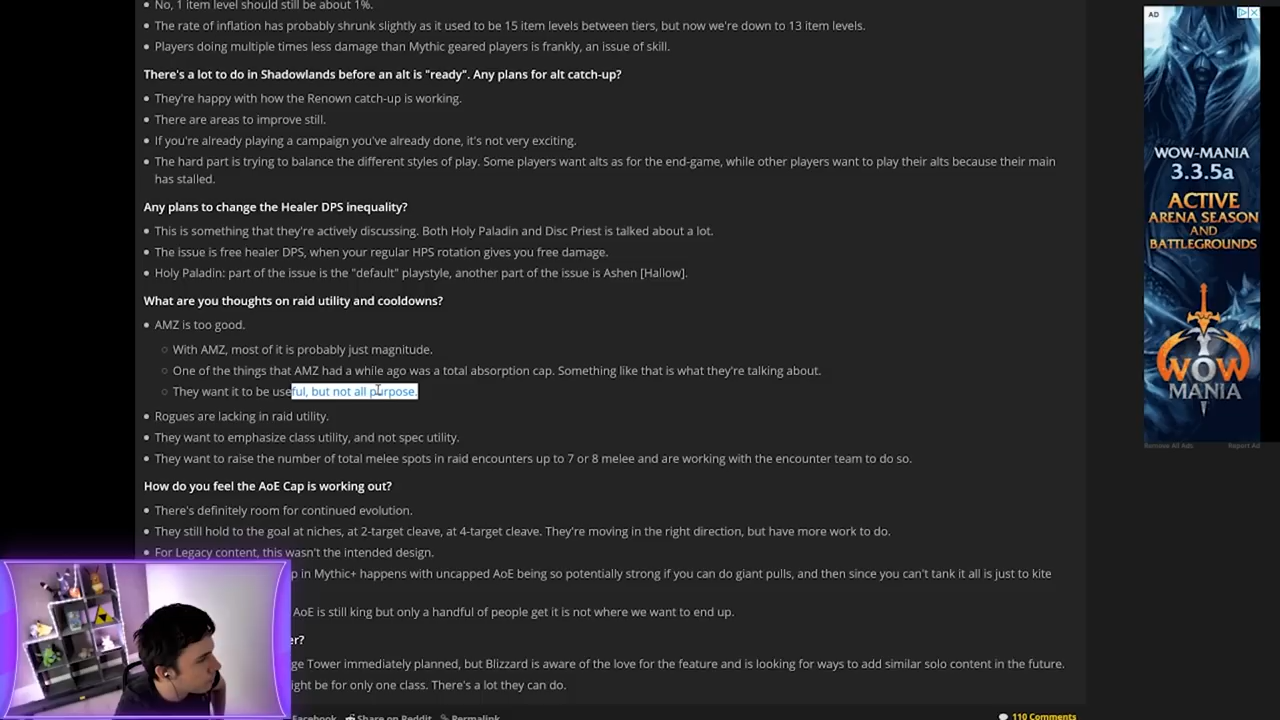 No, 1 item level should still be about 1%.
The rate of inflation has probably shrunk slightly as it used to be 15 item levels between tiers, but now we're down to 13 item levels.
Players doing multiple times less damage than Mythic geared players is frankly, an issue of skill.
There's a lot to do in Shadowlands before an alt is "ready". Any plans for alt catch-up?
They're happy with how the Renown catch-up is working.
There are areas to improve still.
If you're already playing a campaign you've already done, it's not very exciting.
The hard part is trying to balance the different styles of play. Some players want alts as for the end-game, while other players want to play their alts because their main
has stalled.
Any plans to change the Healer DPS inequality?
This is something that they're actively discussing. Both Holy Paladin and Disc Priest is talked about a lot.
The issue is free healer DPS, when your regular HPS rotation gives you free damage.
Holy Paladin: part of the issue is the "default" playstyle, another part of the issue is Ashen [Hallow].
What are you thoughts on raid utility and cooldowns?
AMZ is too good.
With AMZ, most of it is probably just magnitude.
One of the things that AMZ had a while ago was a total absorption cap. Something like that is what they're talking about.
They want it to be useful, but not all purpose.
Rogues are lacking in raid utility.
They want to emphasize class utility, and not spec utility.
They want to raise the number of total melee spots in raid encounters up to 7 or 8 melee and are working with the encounter team to do so.
How do you feel the AoE Cap is working out?
There's definitely room for continued evolution.
They still hold to the goal at niches, at 2-target cleave, at 4-target cleave. They're moving in the right direction, but have more work to do.
For Legacy content, this wasn't the intended design.
p in Mythic+ happens with uncapped AoE being so potentially strong if you can do giant pulls, and then since you can't tank it all is just to kite
AoE is still king but only a handful of people get it is not where we want to end up.
er?
ge Tower immediately planned, but Blizzard is aware of the love for the feature and is looking for ways to add similar solo content in the future.
ight be for only one class. There's a lot they can do.
Facebook Share on Reddit Permalink
110 Comments
AD
WOW-MANIA
3.3.5a
ACTIVE
ARENA SEASON
AND
BATTLEGROUNDS
WOW
MANIA
Remove All Ads Report Ad